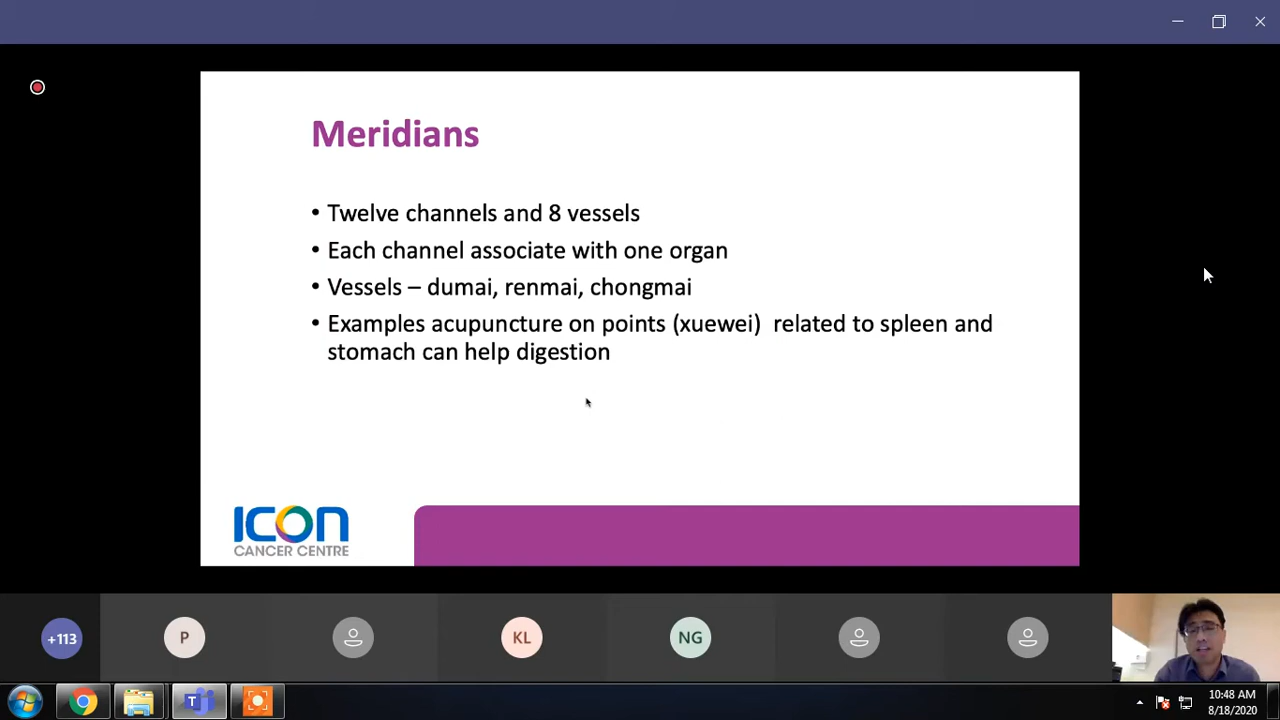 Meridians
• Twelve channels and 8 vessels
• Each channel associate with one organ
• Vessels – dumai, renmai, chongmai
• Examples acupuncture on points (xuewei)  related to spleen and
stomach can help digestion
ICON
CANCER CENTRE
+113
P
KL
NG
10:48 AM
8/18/2020